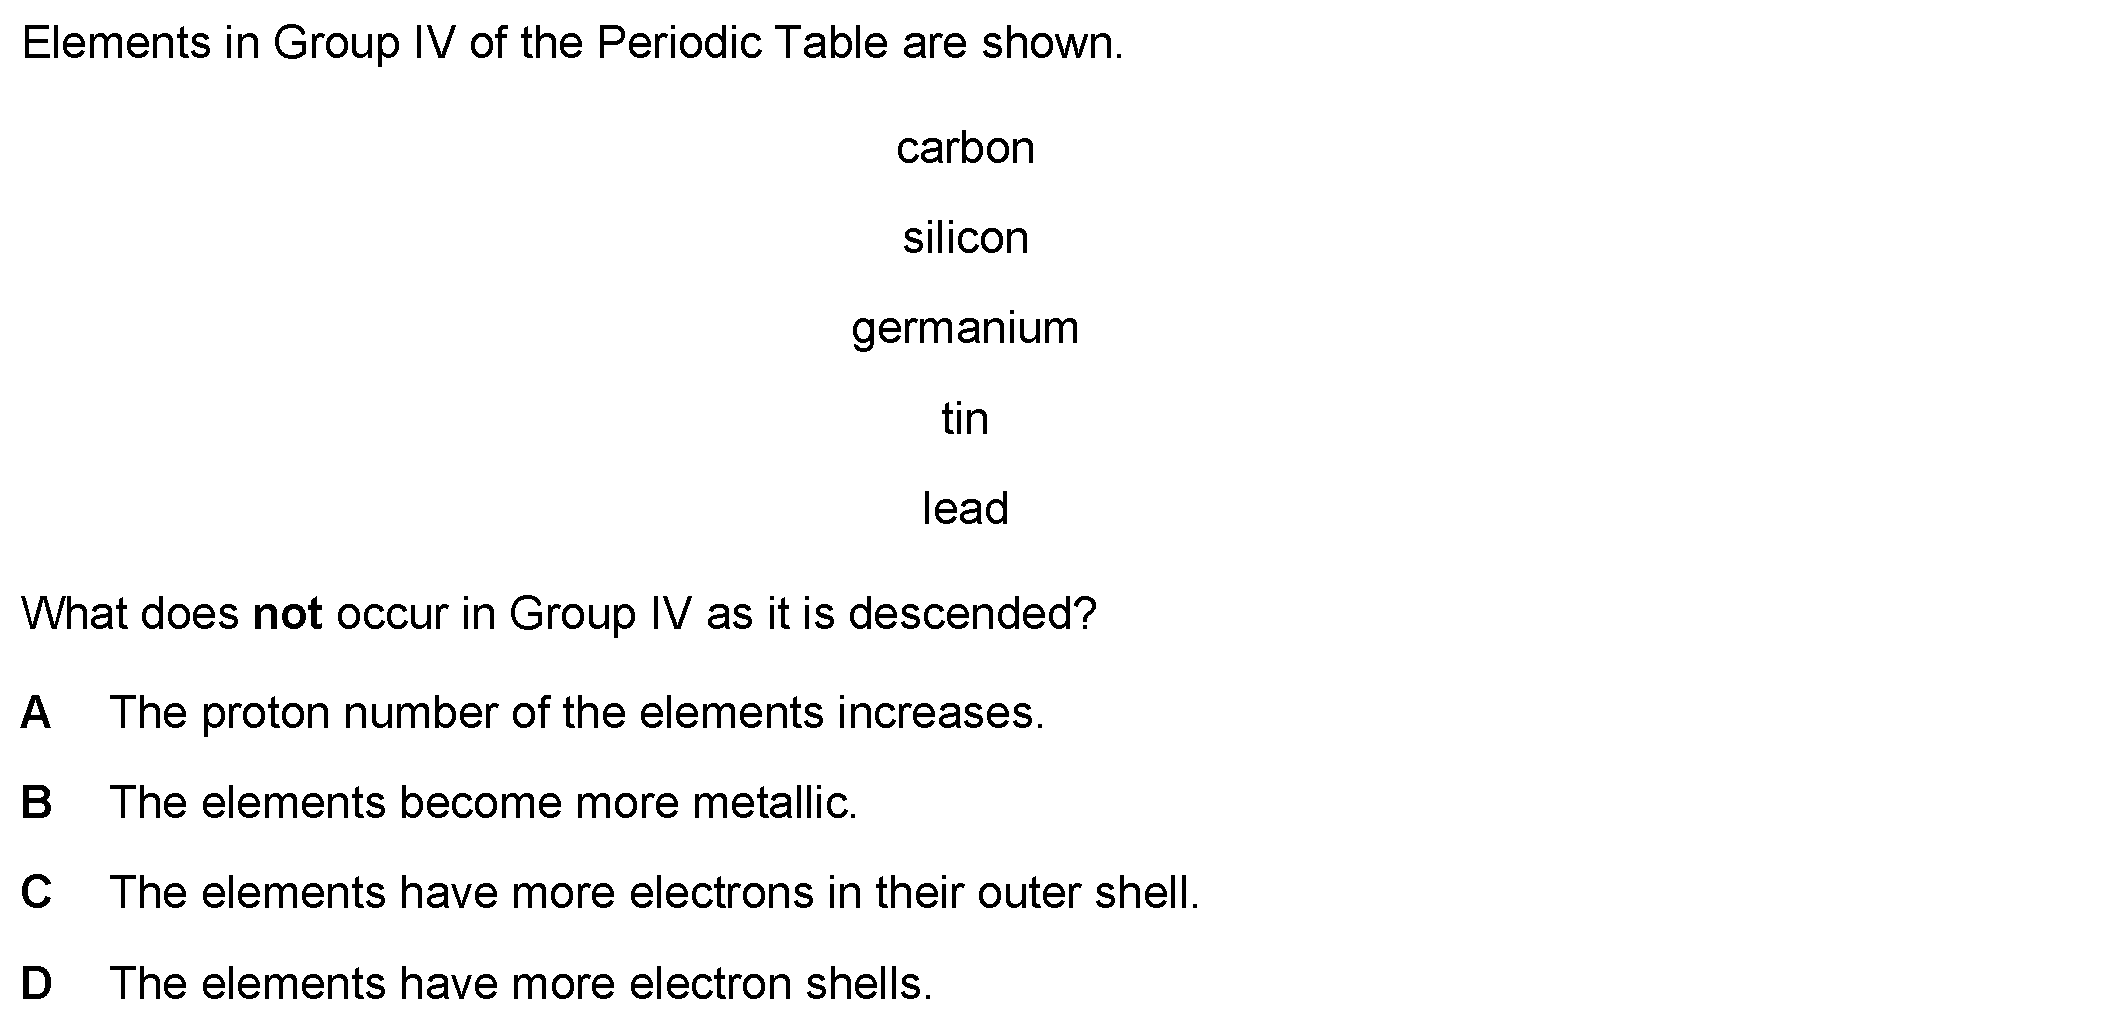 Elements in Group IV of the Periodic Table are shown.
carbon
silicon
germanium
tin
lead
What does not occur in Group IV as it is descended?
A The proton number of the elements increases.
B The elements become more metallic.
C The elements have more electrons in their outer shell.
D The elements have more electron shells.